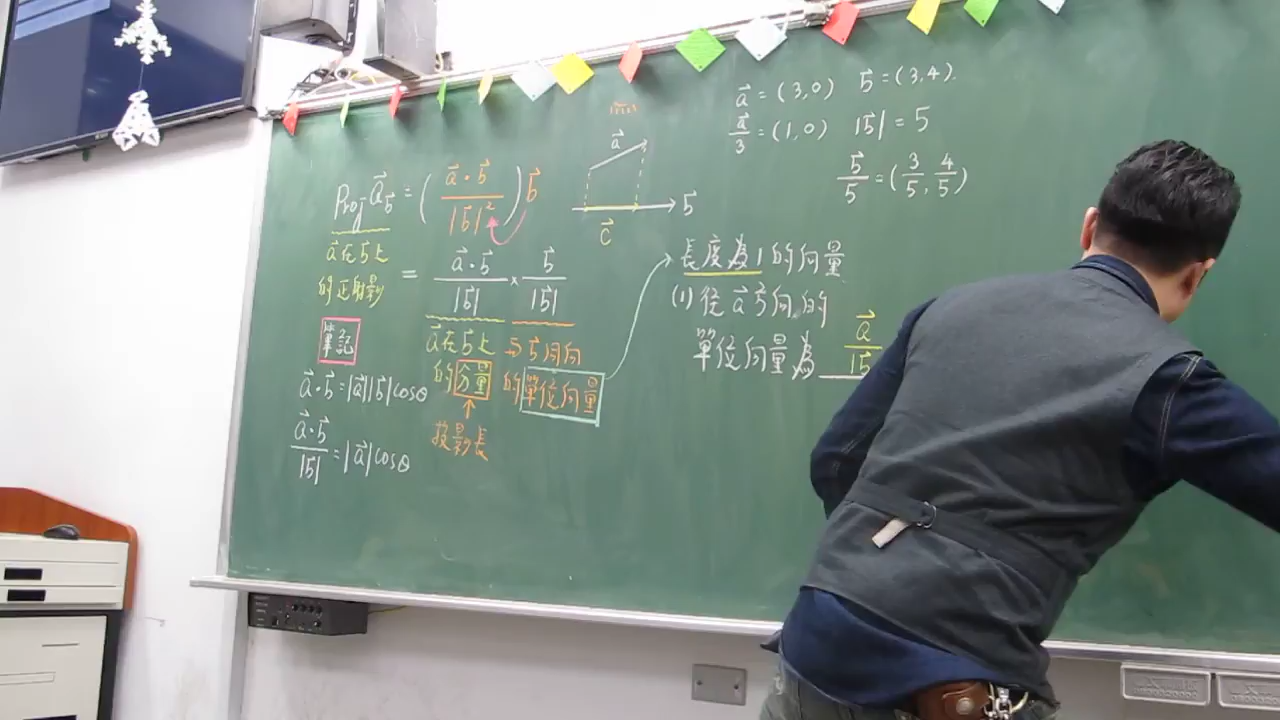 Proj a⃗_b⃗ = ( a⃗·b⃗ / |b⃗|² ) b⃗
a⃗在b⃗上
的正射影
= a⃗·b⃗ / |b⃗| × b⃗ / |b⃗|
a⃗在b⃗上
的分量
投影長
與b⃗同向
的單位向量
筆記
a⃗·b⃗=|a⃗||b⃗|cosθ
a⃗·b⃗ / |b⃗| = |a⃗|cosθ
a⃗
b⃗
c⃗
a⃗=(3,0) b⃗=(3,4).
a⃗/3=(1,0) |b⃗|=5
b⃗/5=(3/5,4/5)
長度為1的向量
(1) a⃗方向的
單位向量為 a⃗